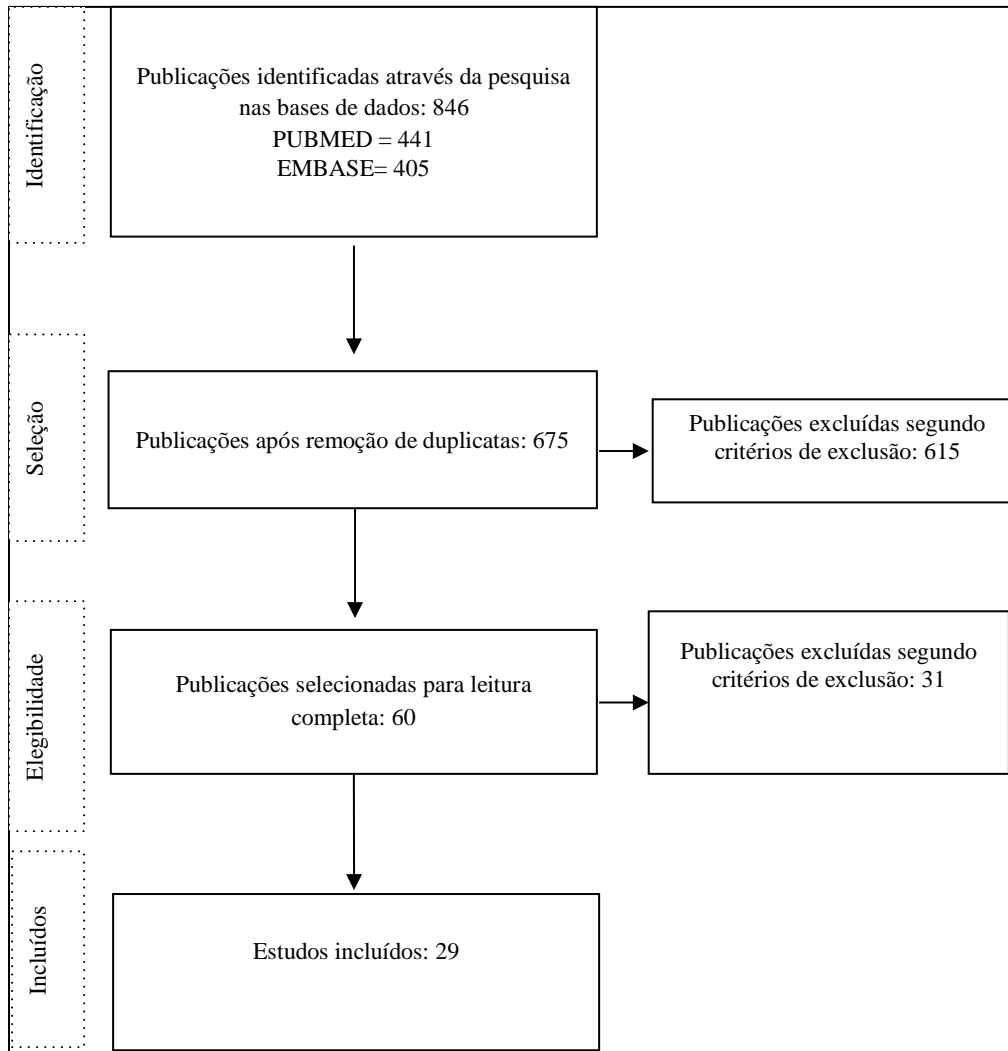 Identificação
Publicações identificadas através da pesquisa
nas bases de dados: 846
PUBMED = 441
EMBASE= 405
Seleção
Publicações após remoção de duplicatas: 675
Publicações excluídas segundo
critérios de exclusão: 615
Elegibilidade
Publicações selecionadas para leitura
completa: 60
Publicações excluídas segundo
critérios de exclusão: 31
Incluídos
Estudos incluídos: 29